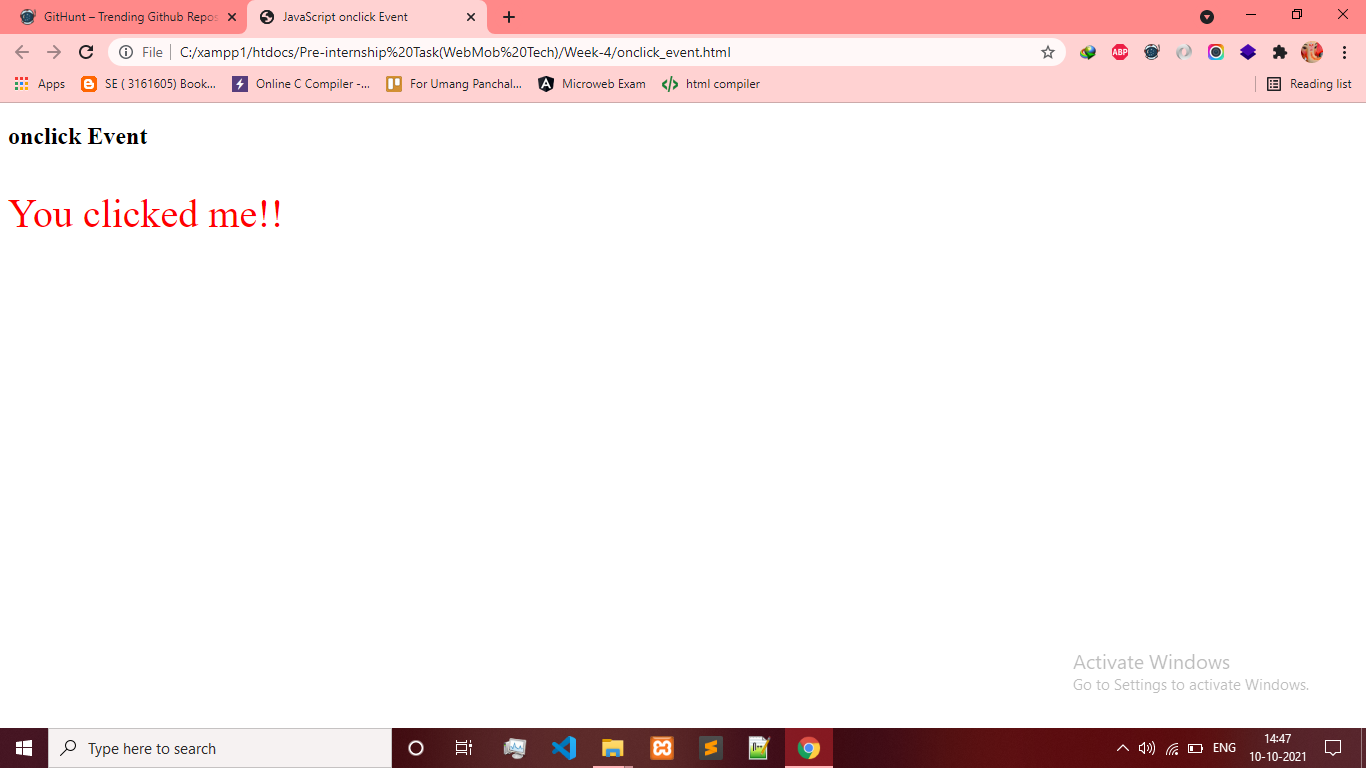 GitHunt – Trending Github Repos
JavaScript onclick Event
File
C:/xampp1/htdocs/Pre-internship%20Task(WebMob%20Tech)/Week-4/onclick_event.html
ABP
Apps
SE ( 3161605) Book...
Online C Compiler -...
For Umang Panchal...
Microweb Exam
html compiler
Reading list
onclick Event
You clicked me!!
Activate Windows
Go to Settings to activate Windows.
Type here to search
ENG
14:47
10-10-2021